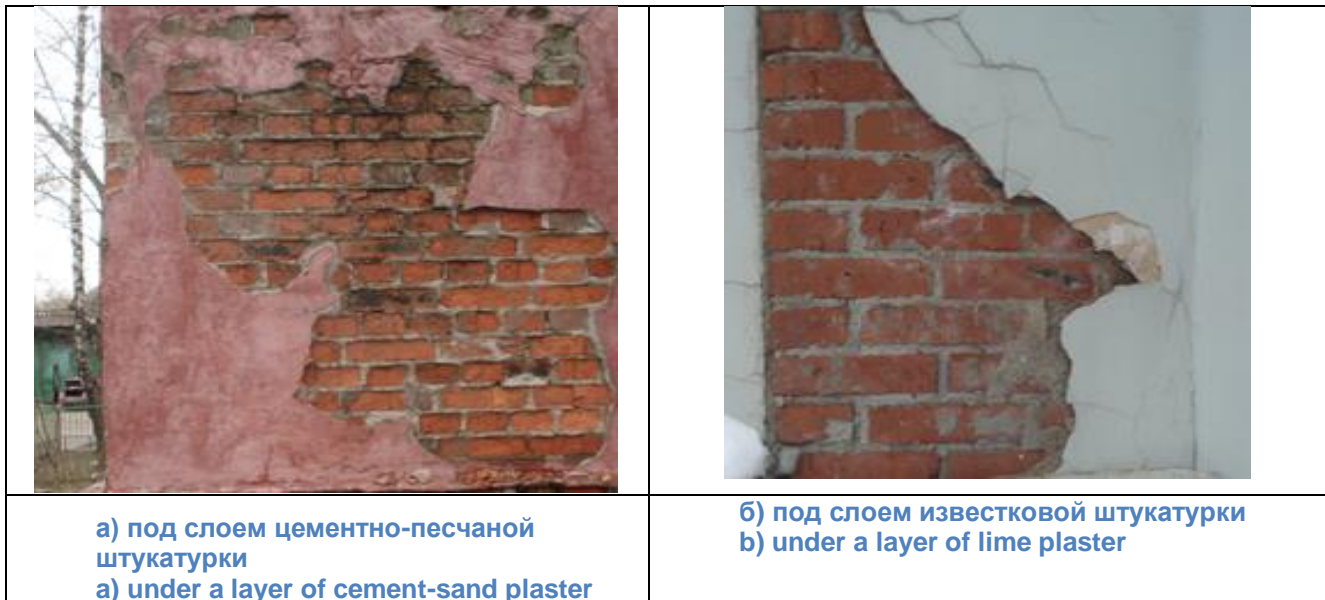 а) под слоем цементно-песчаной
штукатурки
a) under a layer of cement-sand plaster
б) под слоем известковой штукатурки
b) under a layer of lime plaster